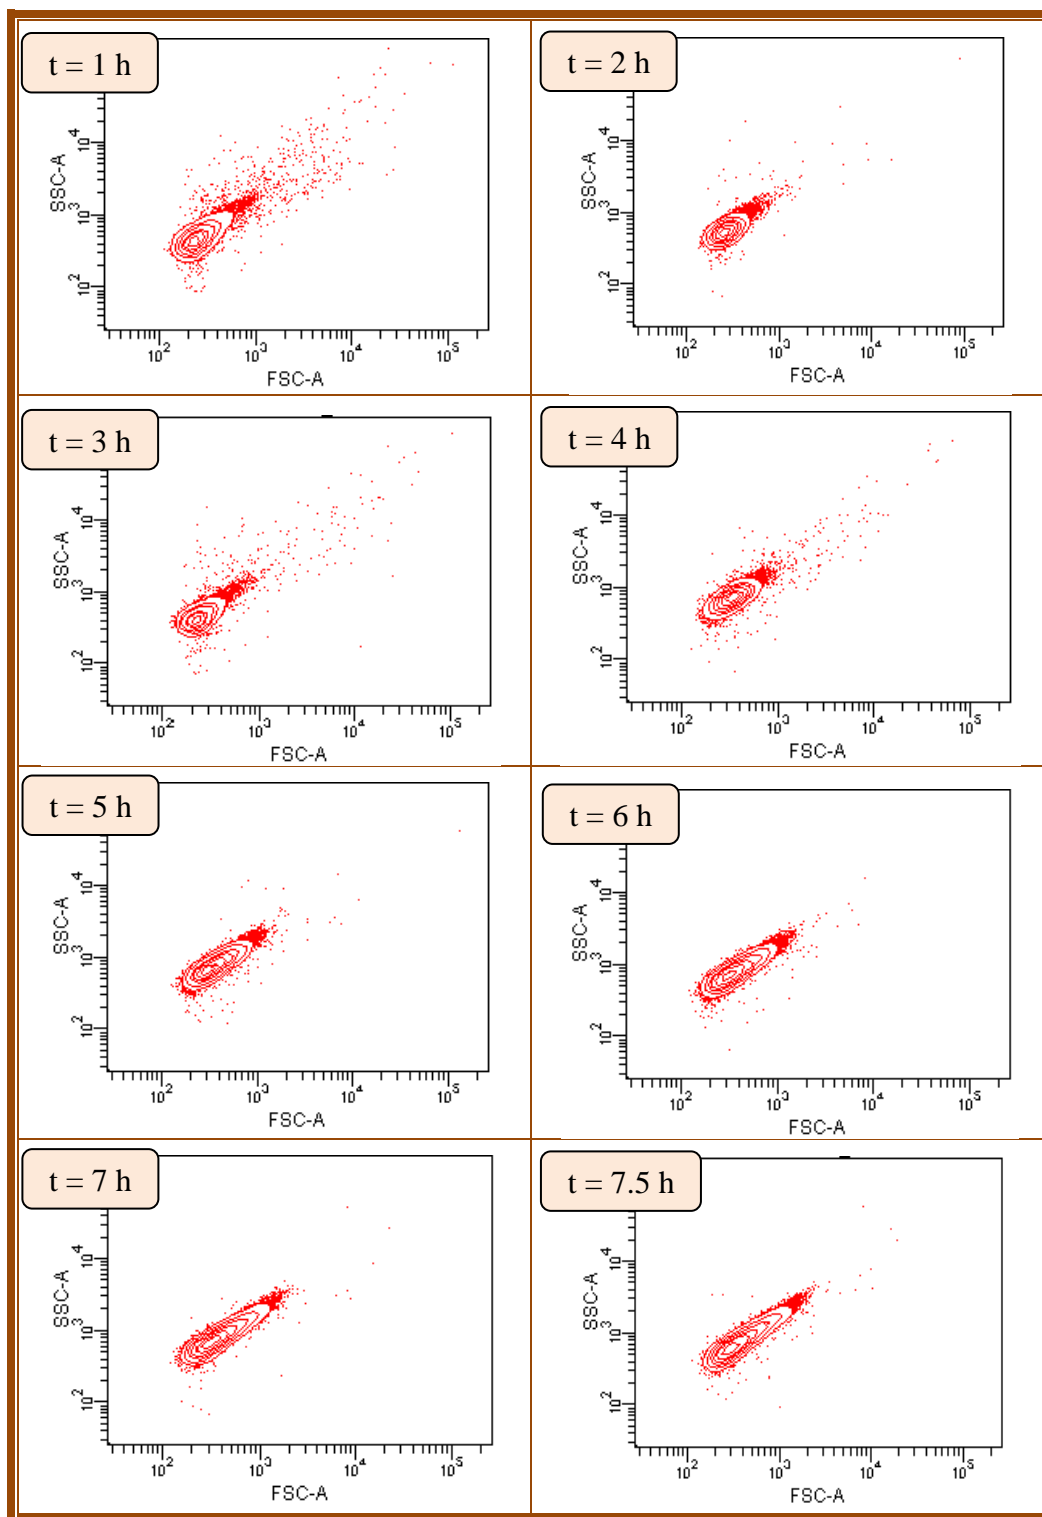 t = 1 h
SSC-A
10^4
10^3
10^2
10^2 10^3 10^4 10^5
FSC-A
t = 2 h
SSC-A
10^4
10^3
10^2
10^2 10^3 10^4 10^5
FSC-A
t = 3 h
SSC-A
10^4
10^3
10^2
10^2 10^3 10^4 10^5
FSC-A
t = 4 h
SSC-A
10^4
10^3
10^2
10^2 10^3 10^4 10^5
FSC-A
t = 5 h
SSC-A
10^4
10^3
10^2
10^2 10^3 10^4 10^5
FSC-A
t = 6 h
SSC-A
10^4
10^3
10^2
10^2 10^3 10^4 10^5
FSC-A
t = 7 h
SSC-A
10^4
10^3
10^2
10^2 10^3 10^4 10^5
FSC-A
t = 7.5 h
SSC-A
10^4
10^3
10^2
10^2 10^3 10^4 10^5
FSC-A